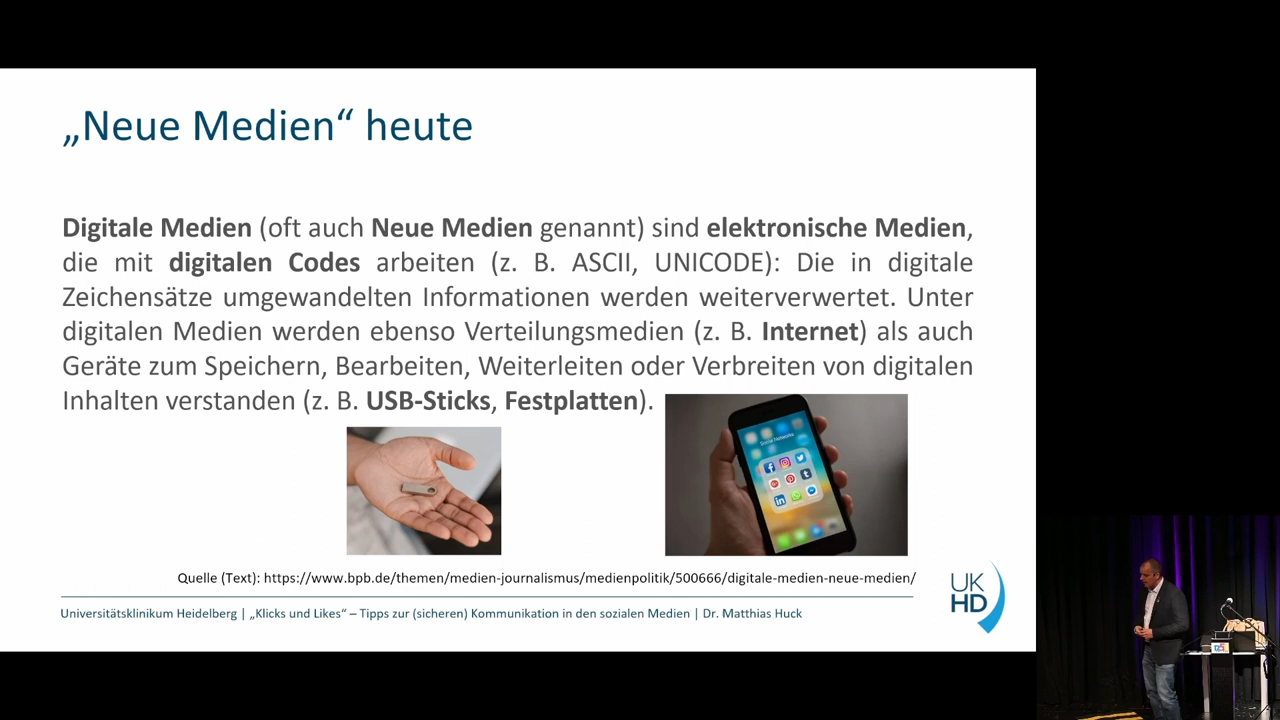 „Neue Medien“ heute
Digitale Medien (oft auch Neue Medien genannt) sind elektronische Medien,
die mit digitalen Codes arbeiten (z. B. ASCII, UNICODE): Die in digitale
Zeichensätze umgewandelten Informationen werden weiterverwertet. Unter
digitalen Medien werden ebenso Verteilungsmedien (z. B. Internet) als auch
Geräte zum Speichern, Bearbeiten, Weiterleiten oder Verbreiten von digitalen
Inhalten verstanden (z. B. USB-Sticks, Festplatten).
Social Networks
Quelle (Text): https://www.bpb.de/themen/medien-journalismus/medienpolitik/500666/digitale-medien-neue-medien/
Universitätsklinikum Heidelberg | „Klicks und Likes“ – Tipps zur (sicheren) Kommunikation in den sozialen Medien | Dr. Matthias Huck
UK
HD